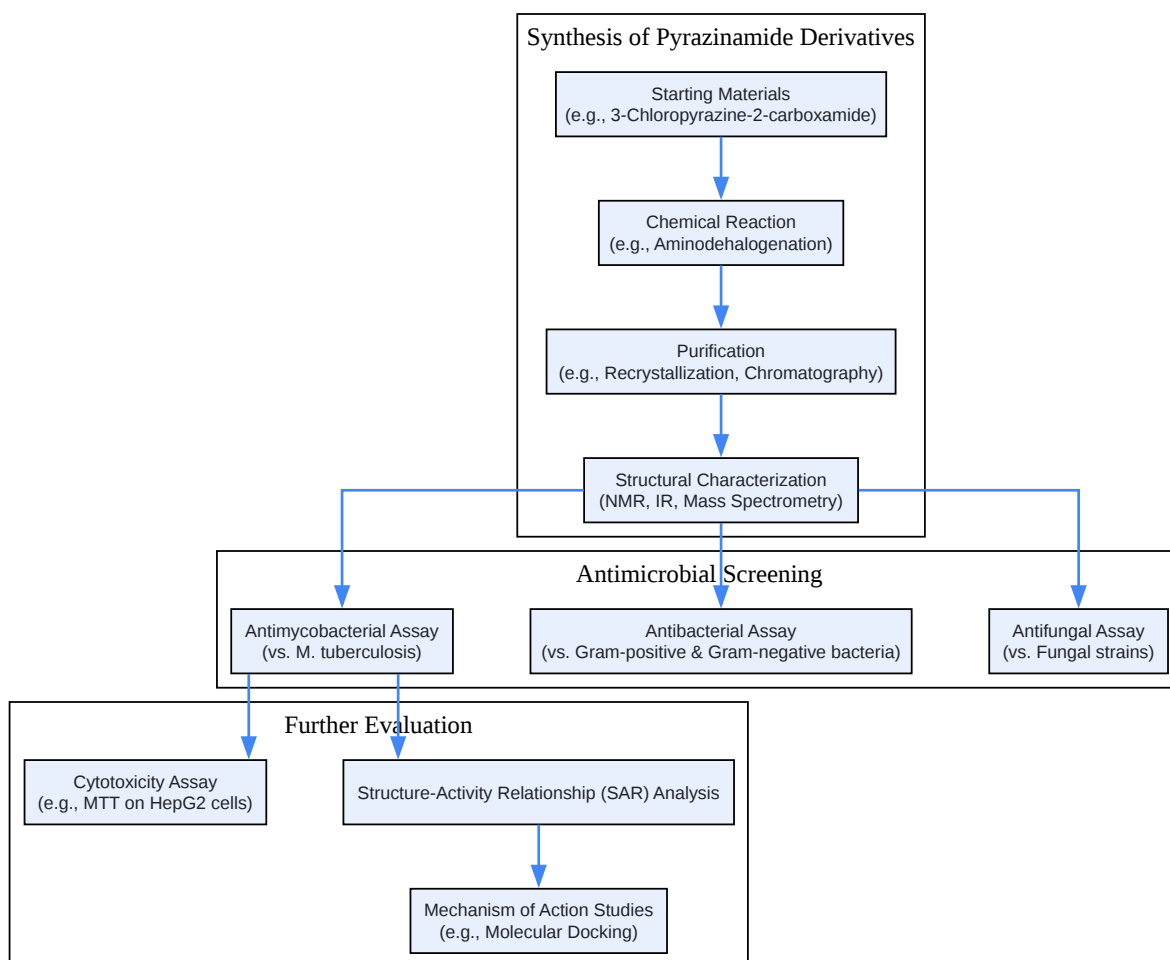 Synthesis of Pyrazinamide Derivatives
Starting Materials
(e.g., 3-Chloropyrazine-2-carboxamide)
Chemical Reaction
(e.g., Aminodehalogenation)
Purification
(e.g., Recrystallization, Chromatography)
Structural Characterization
(NMR, IR, Mass Spectrometry)
Antimicrobial Screening
Antimycobacterial Assay
(vs. M. tuberculosis)
Antibacterial Assay
(vs. Gram-positive & Gram-negative bacteria)
Antifungal Assay
(vs. Fungal strains)
Further Evaluation
Cytotoxicity Assay
(e.g., MTT on HepG2 cells)
Structure-Activity Relationship (SAR) Analysis
Mechanism of Action Studies
(e.g., Molecular Docking)